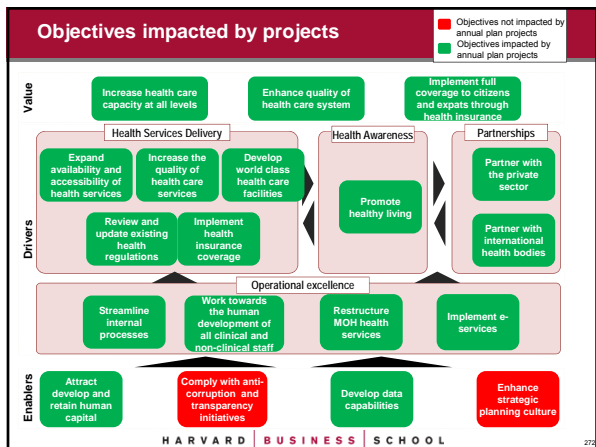 Objectives impacted by projects
Objectives not impacted by
annual plan projects
Objectives impacted by
annual plan projects
Value
Increase health care
capacity at all levels
Enhance quality of
health care system
Implement full
coverage to citizens
and expats through
health insurance
Drivers
Health Services Delivery
Expand
availability and
accessibility of
health services
Increase the
quality of health
care services
Develop
world class
health care
facilities
Review and
update existing
health
regulations
Implement
health
insurance
coverage
Health Awareness
Promote
healthy living
Partnerships
Partner with
the private
sector
Partner with
international
health bodies
Operational excellence
Streamline
internal
processes
Work towards
the human
development of
all clinical and
non-clinical staff
Restructure
MOH health
services
Implement e-
services
Enablers
Attract
develop and
retain human
capital
Comply with anti-
corruption and
transparency
initiatives
Develop data
capabilities
Enhance
strategic
planning culture
HARVARD | BUSINESS | SCHOOL
272